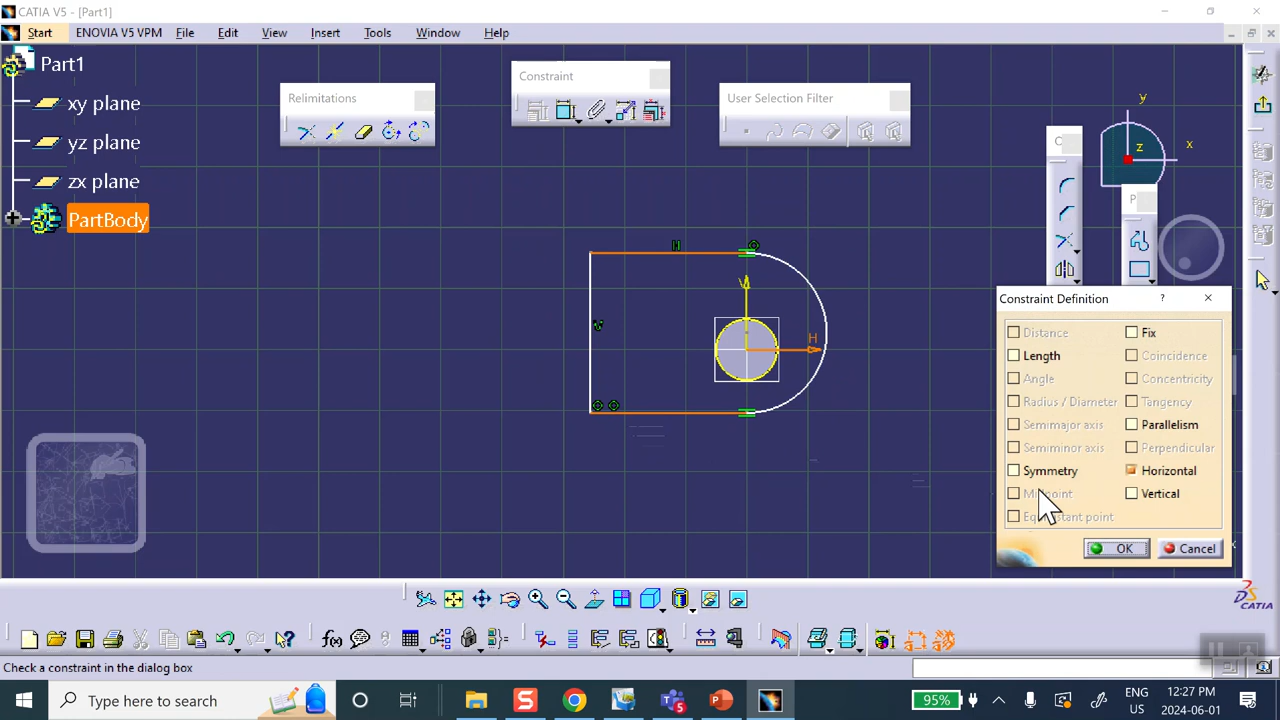 CATIA V5 - [Part1]
Start ENOVIA V5 VPM File Edit View Insert Tools Window Help
Part1
xy plane
yz plane
zx plane
PartBody
Relimitations
Constraint
User Selection Filter
y
x
z
P
H
V
H
Constraint Definition ?
Distance Fix
Length Coincidence
Angle Concentricity
Radius / Diameter Tangency
Semimajor axis Parallelism
Semiminor axis Perpendicular
Symmetry Horizontal
Vertical
point
OK Cancel
CATIA
f(x)
Check a constraint in the dialog box
Type here to search
95%
ENG
US
12:27 PM
2024-06-01